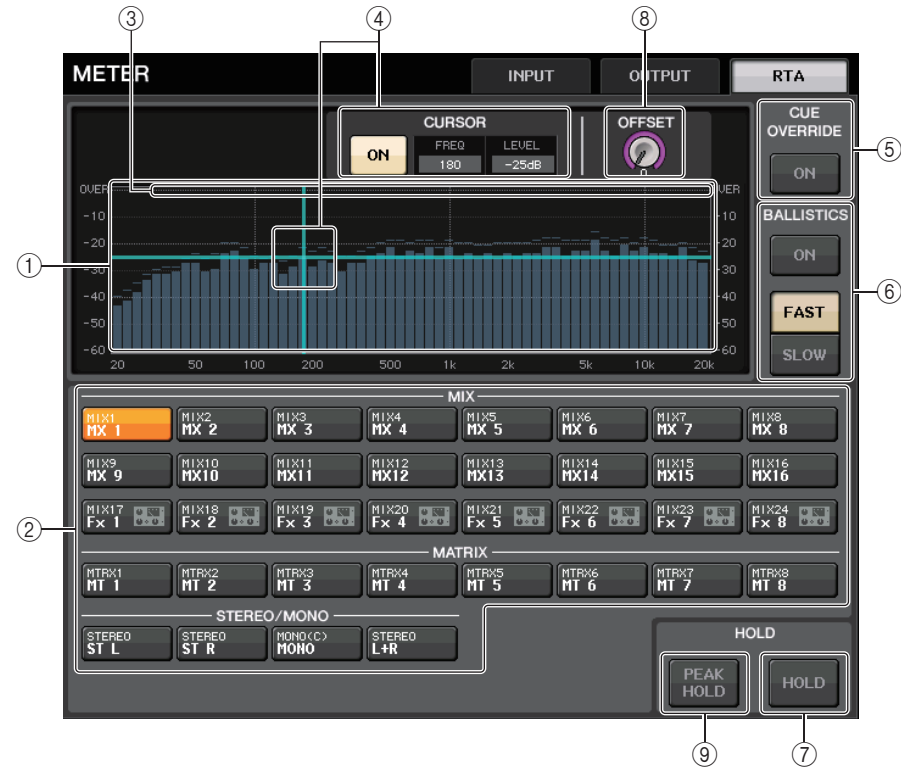 ③ ④ ⑧
METER INPUT OUTPUT RTA
CURSOR
ON
FREQ LEVEL
180 -25dB
OFFSET
0
CUE
OVERRIDE
ON
⑤
OVER OVER
-10 -10
-20 -20
-30 -30
-40 -40
-50 -50
-60 -60
20 50 100 200 500 1k 2k 5k 10k 20k
①
BALLISTICS
ON
FAST
SLOW
⑥
MIX
MIX1 MIX2 MIX3 MIX4 MIX5 MIX6 MIX7 MIX8
MX 1 MX 2 MX 3 MX 4 MX 5 MX 6 MX 7 MX 8
MIX9 MIX10 MIX11 MIX12 MIX13 MIX14 MIX15 MIX16
MX 9 MX10 MX11 MX12 MX13 MX14 MX15 MX16
MIX17 MIX18 MIX19 MIX20 MIX21 MIX22 MIX23 MIX24
Fx 1 Fx 2 Fx 3 Fx 4 Fx 5 Fx 6 Fx 7 Fx 8
②
MATRIX
MTRX1 MTRX2 MTRX3 MTRX4 MTRX5 MTRX6 MTRX7 MTRX8
MT 1 MT 2 MT 3 MT 4 MT 5 MT 6 MT 7 MT 8
STEREO/MONO
STEREO STEREO MONO(C) STEREO
ST L ST R MONO L+R
HOLD
PEAK
HOLD
HOLD
⑨ ⑦